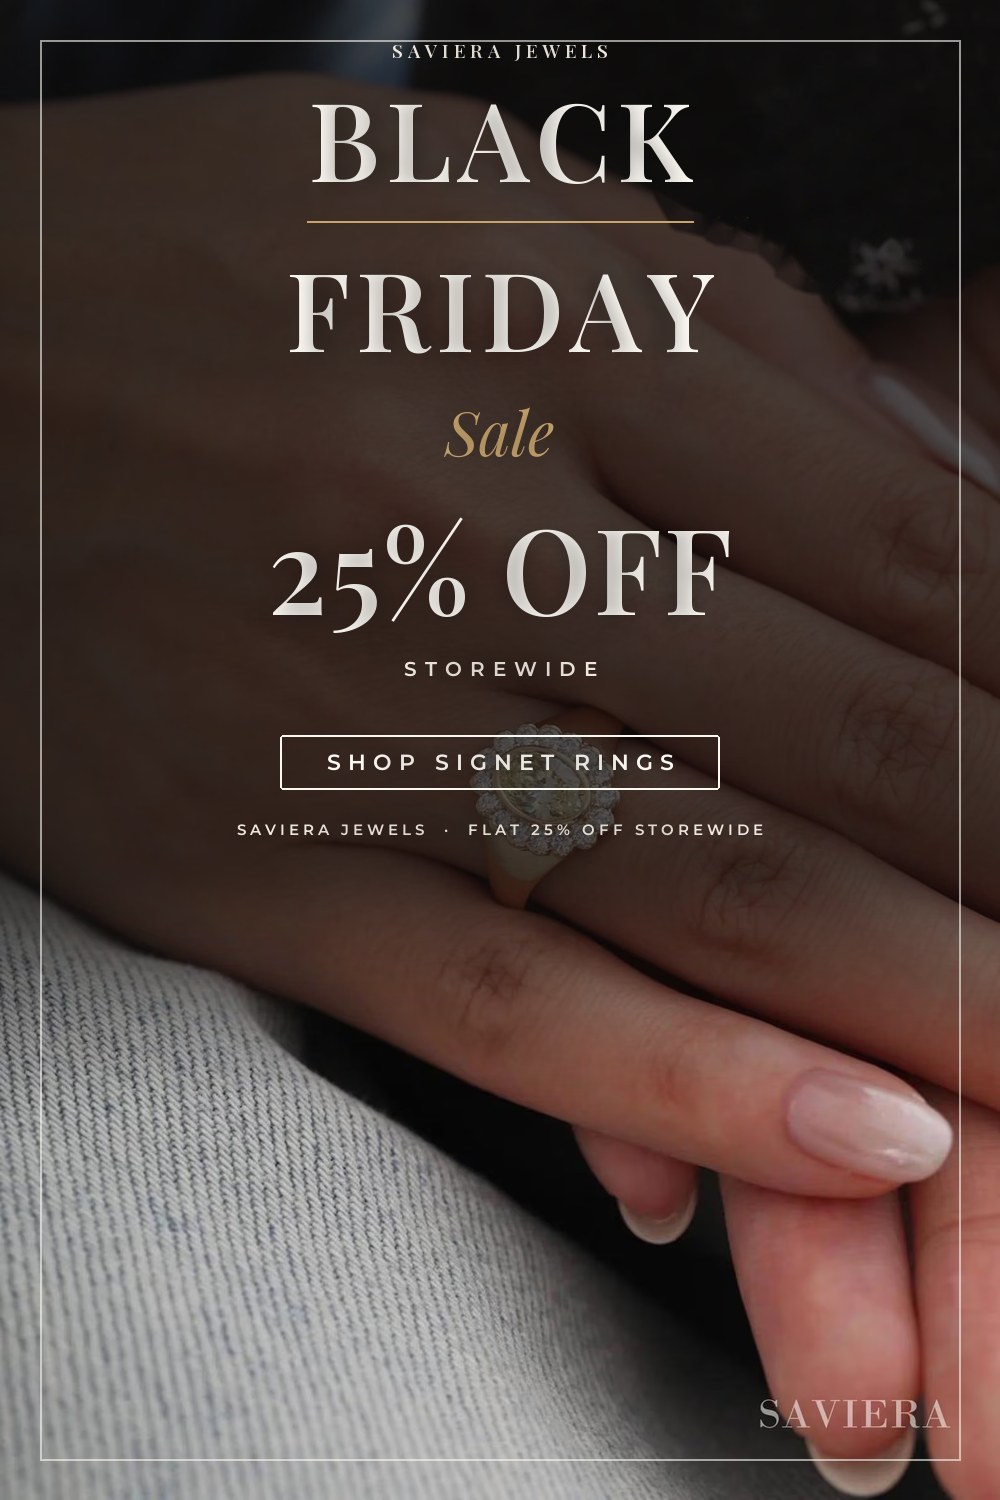 SAVIERA JEWELS
BLACK
FRIDAY
Sale
25% OFF
STOREWIDE
SHOP SIGNET RINGS
SAVIERA JEWELS · FLAT 25% OFF STOREWIDE
SAVIERA